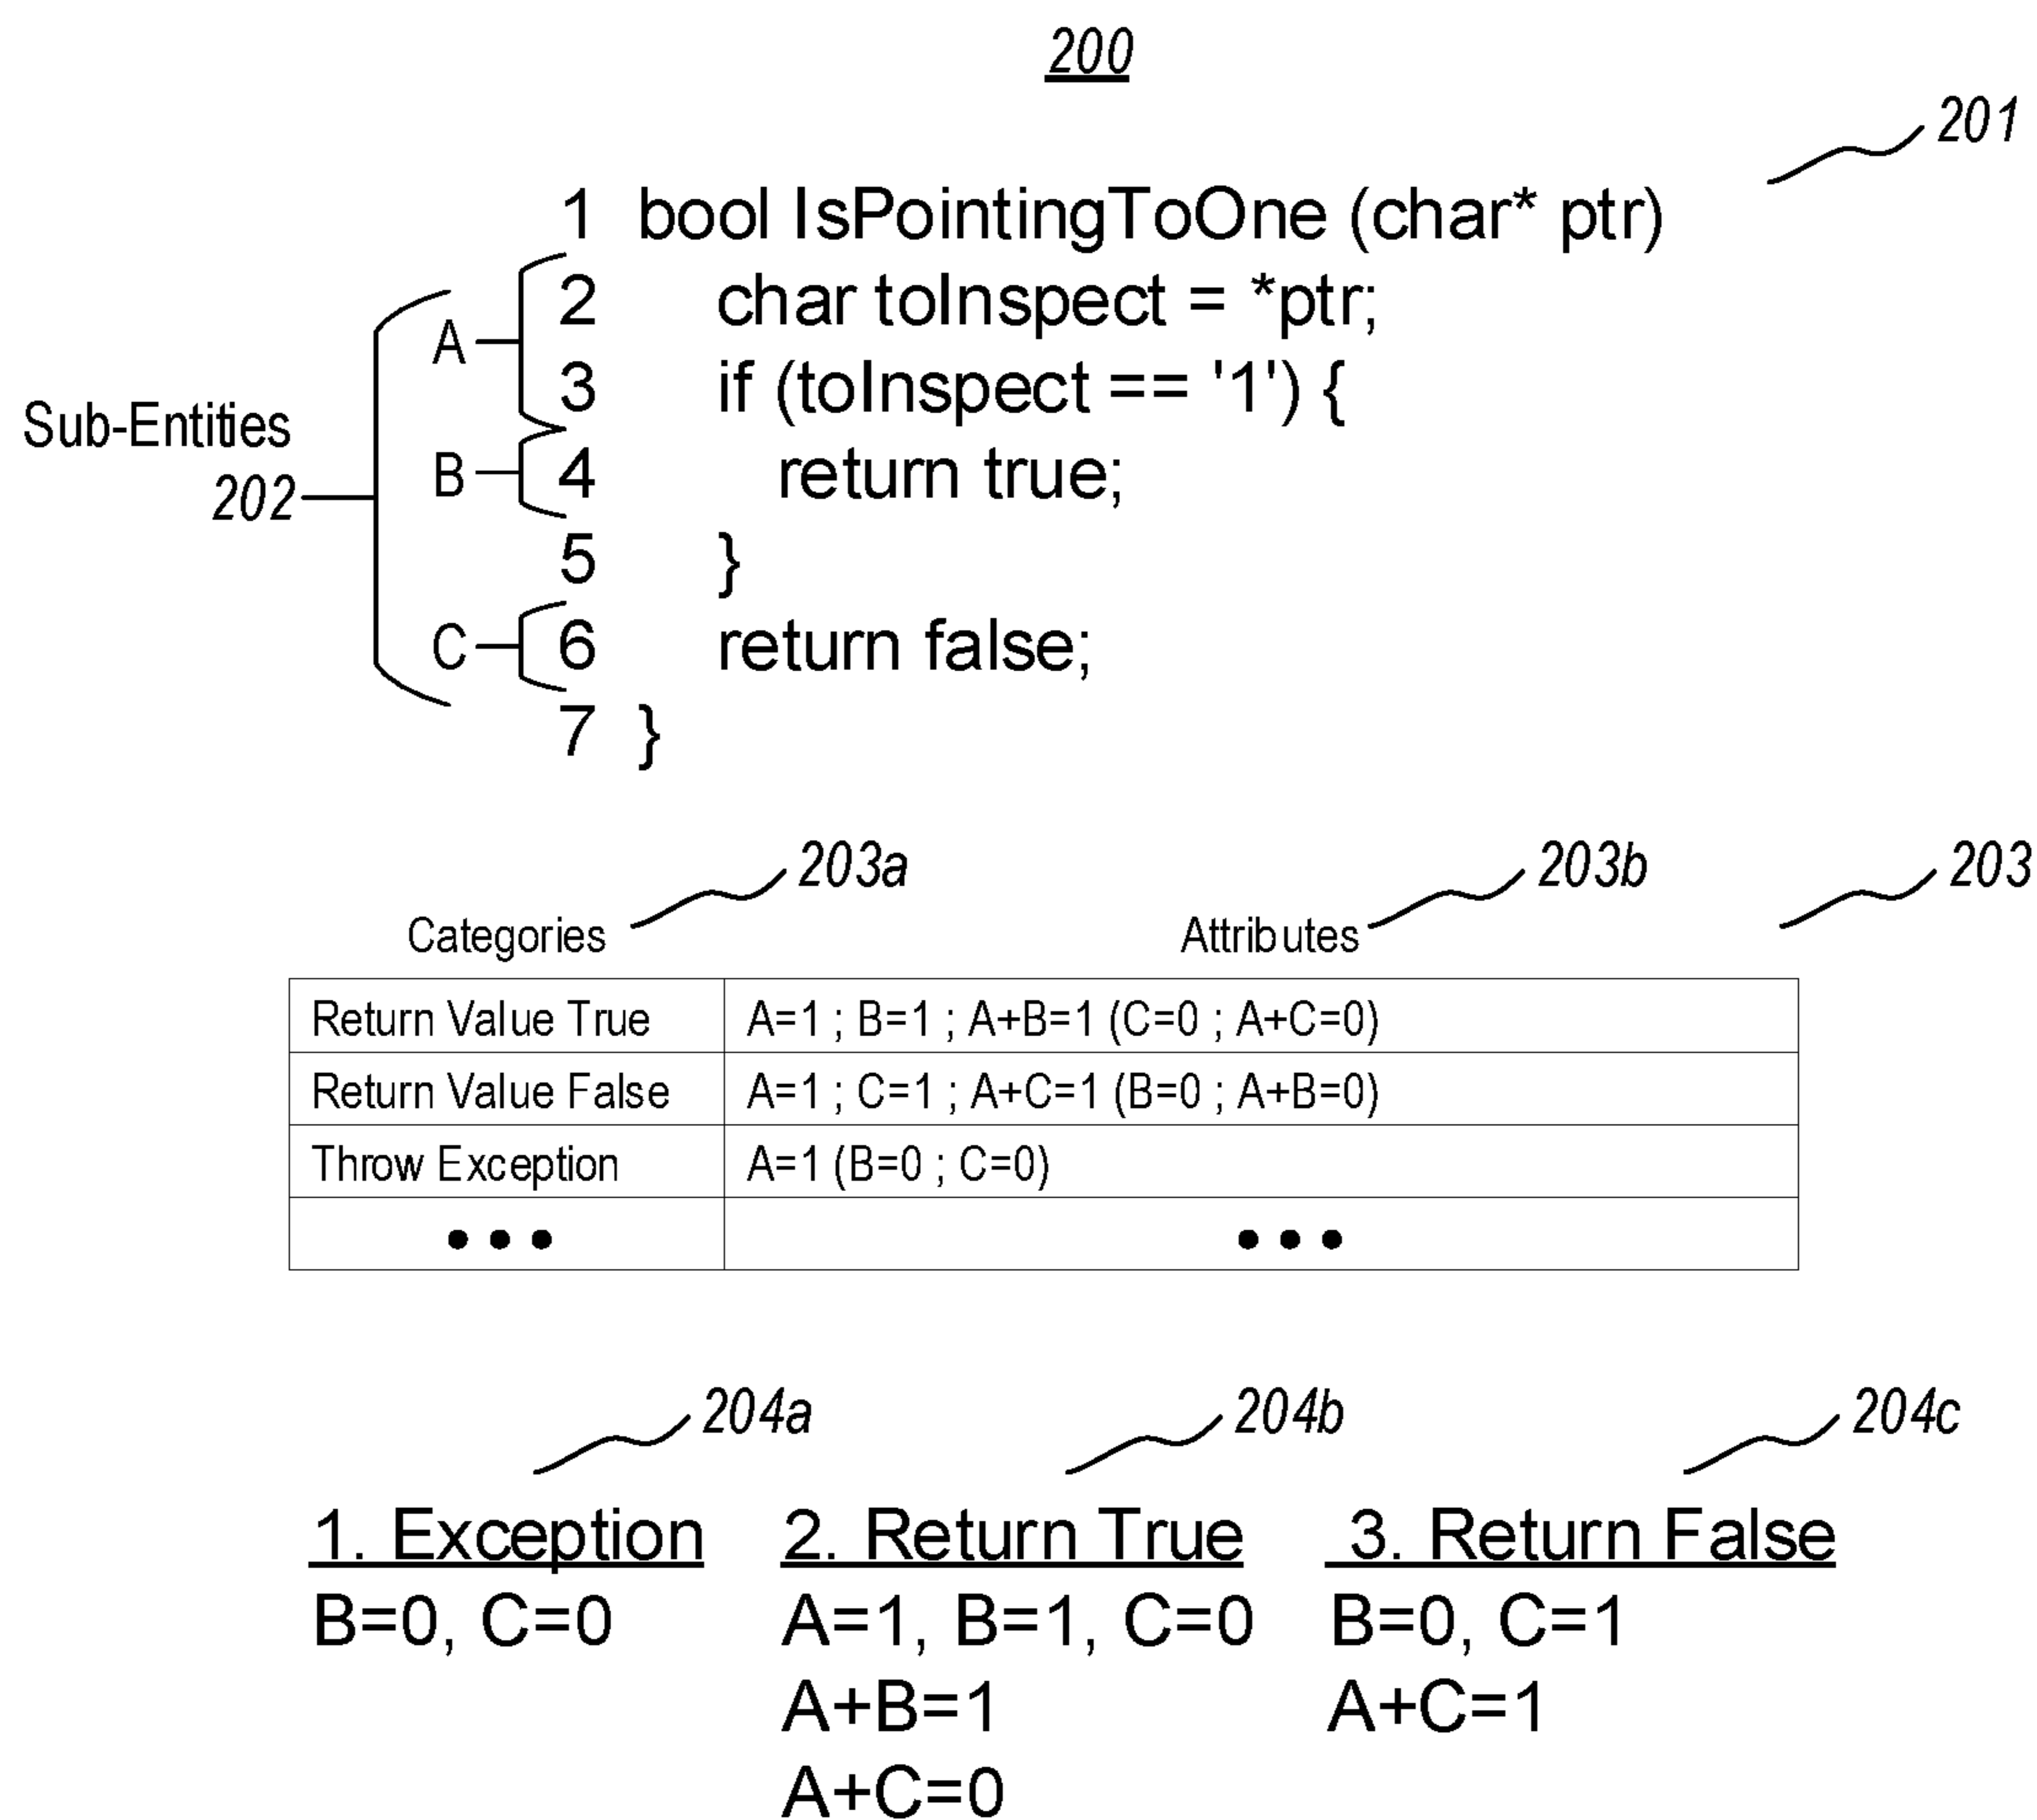 200
201
1 bool IsPointingToOne (char* ptr)
2 char toInspect = *ptr;
A
3 if (toInspect == '1') {
Sub-Entities
202
B
4 return true;
5 }
C
6 return false;
7 }
203a
203b
203
Categories
Attributes
Return Value True
A=1 ; B=1 ; A+B=1 (C=0 ; A+C=0)
Return Value False
A=1 ; C=1 ; A+C=1 (B=0 ; A+B=0)
Throw Exception
A=1 (B=0 ; C=0)
• • •
• • •
204a
204b
204c
1. Exception
B=0, C=0
2. Return True
A=1, B=1, C=0
A+B=1
A+C=0
3. Return False
B=0, C=1
A+C=1